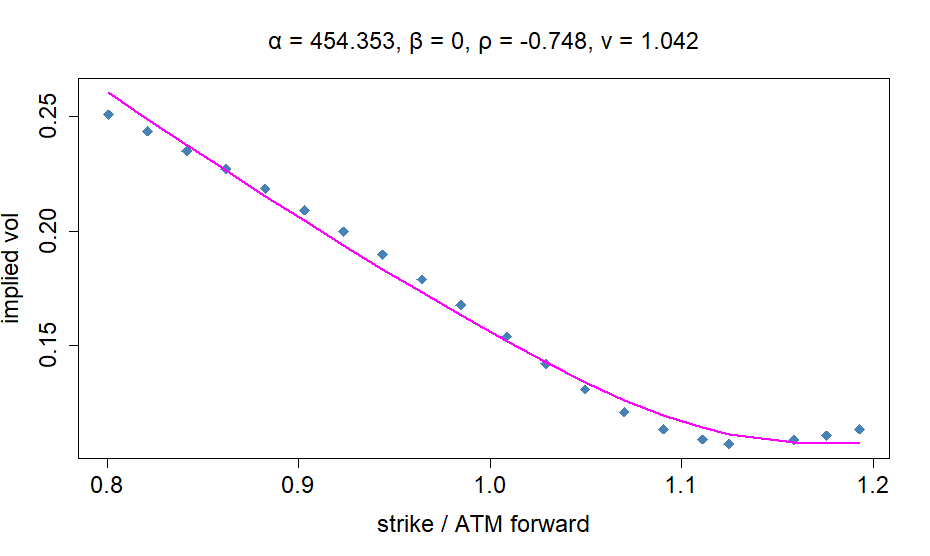 α = 454.353, β = 0, ρ = -0.748, ν = 1.042
implied vol
0.25
0.20
0.15
0.8 0.9 1.0 1.1 1.2
strike / ATM forward